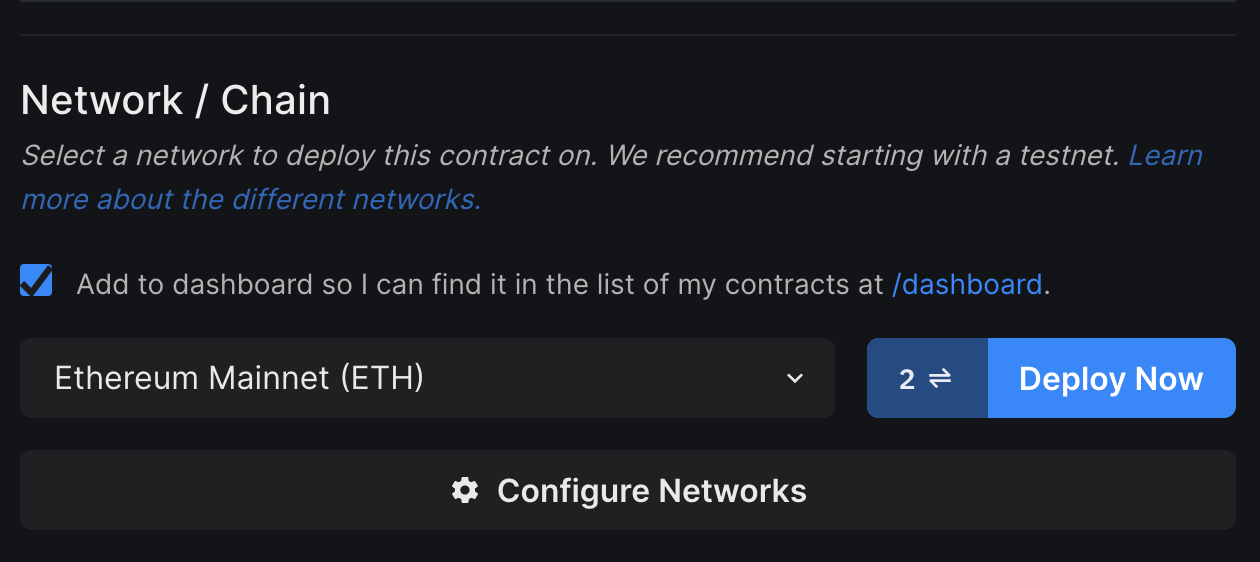 Network / Chain
Select a network to deploy this contract on. We recommend starting with a testnet. Learn
more about the different networks.
Add to dashboard so I can find it in the list of my contracts at /dashboard.
Ethereum Mainnet (ETH)
2 ⇌ Deploy Now
Configure Networks